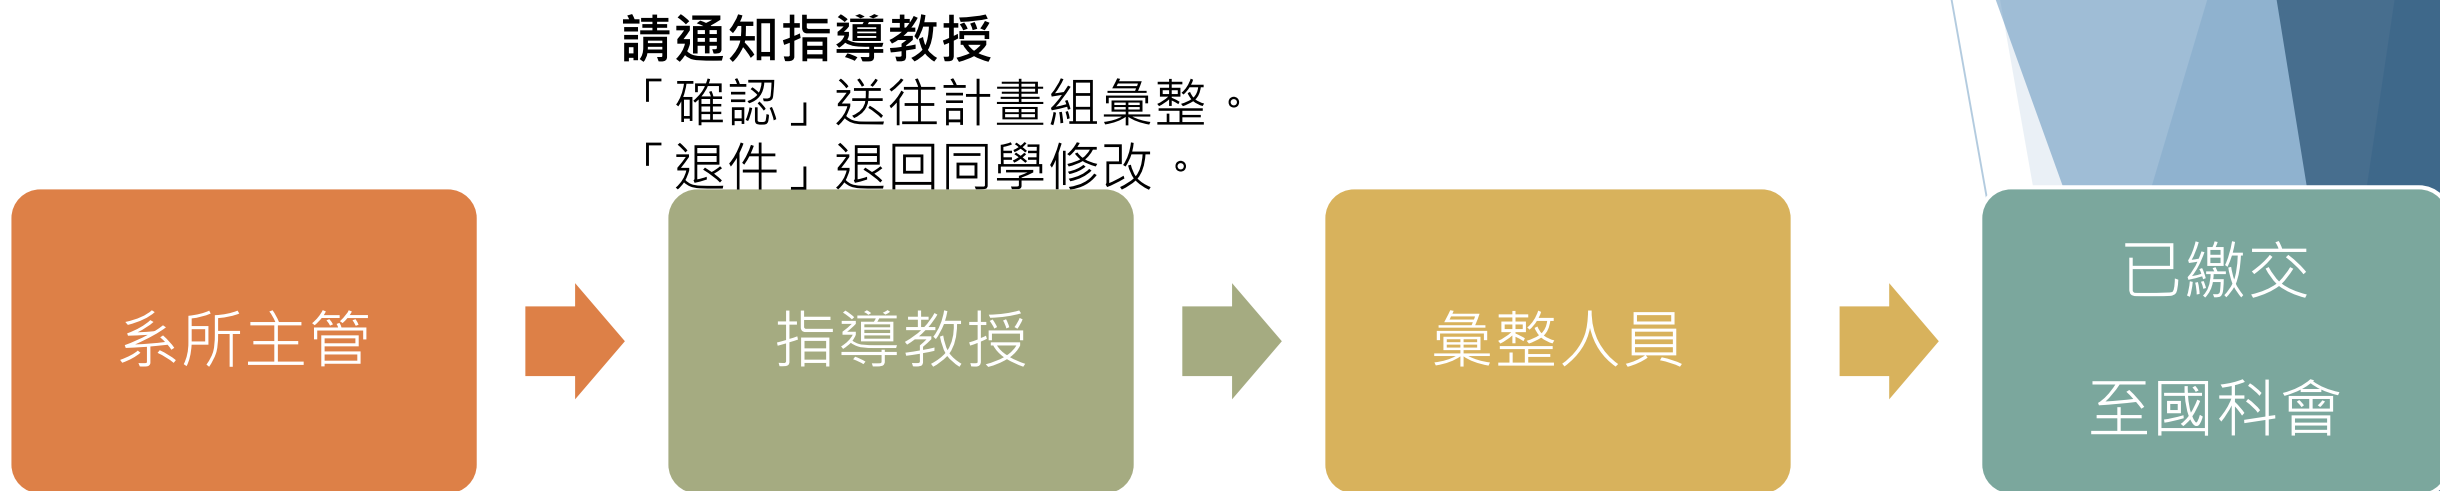 請通知指導教授
「確認」送往計畫組彙整。
「退件」退回同學修改。
系所主管
指導教授
彙整人員
已繳交
至國科會